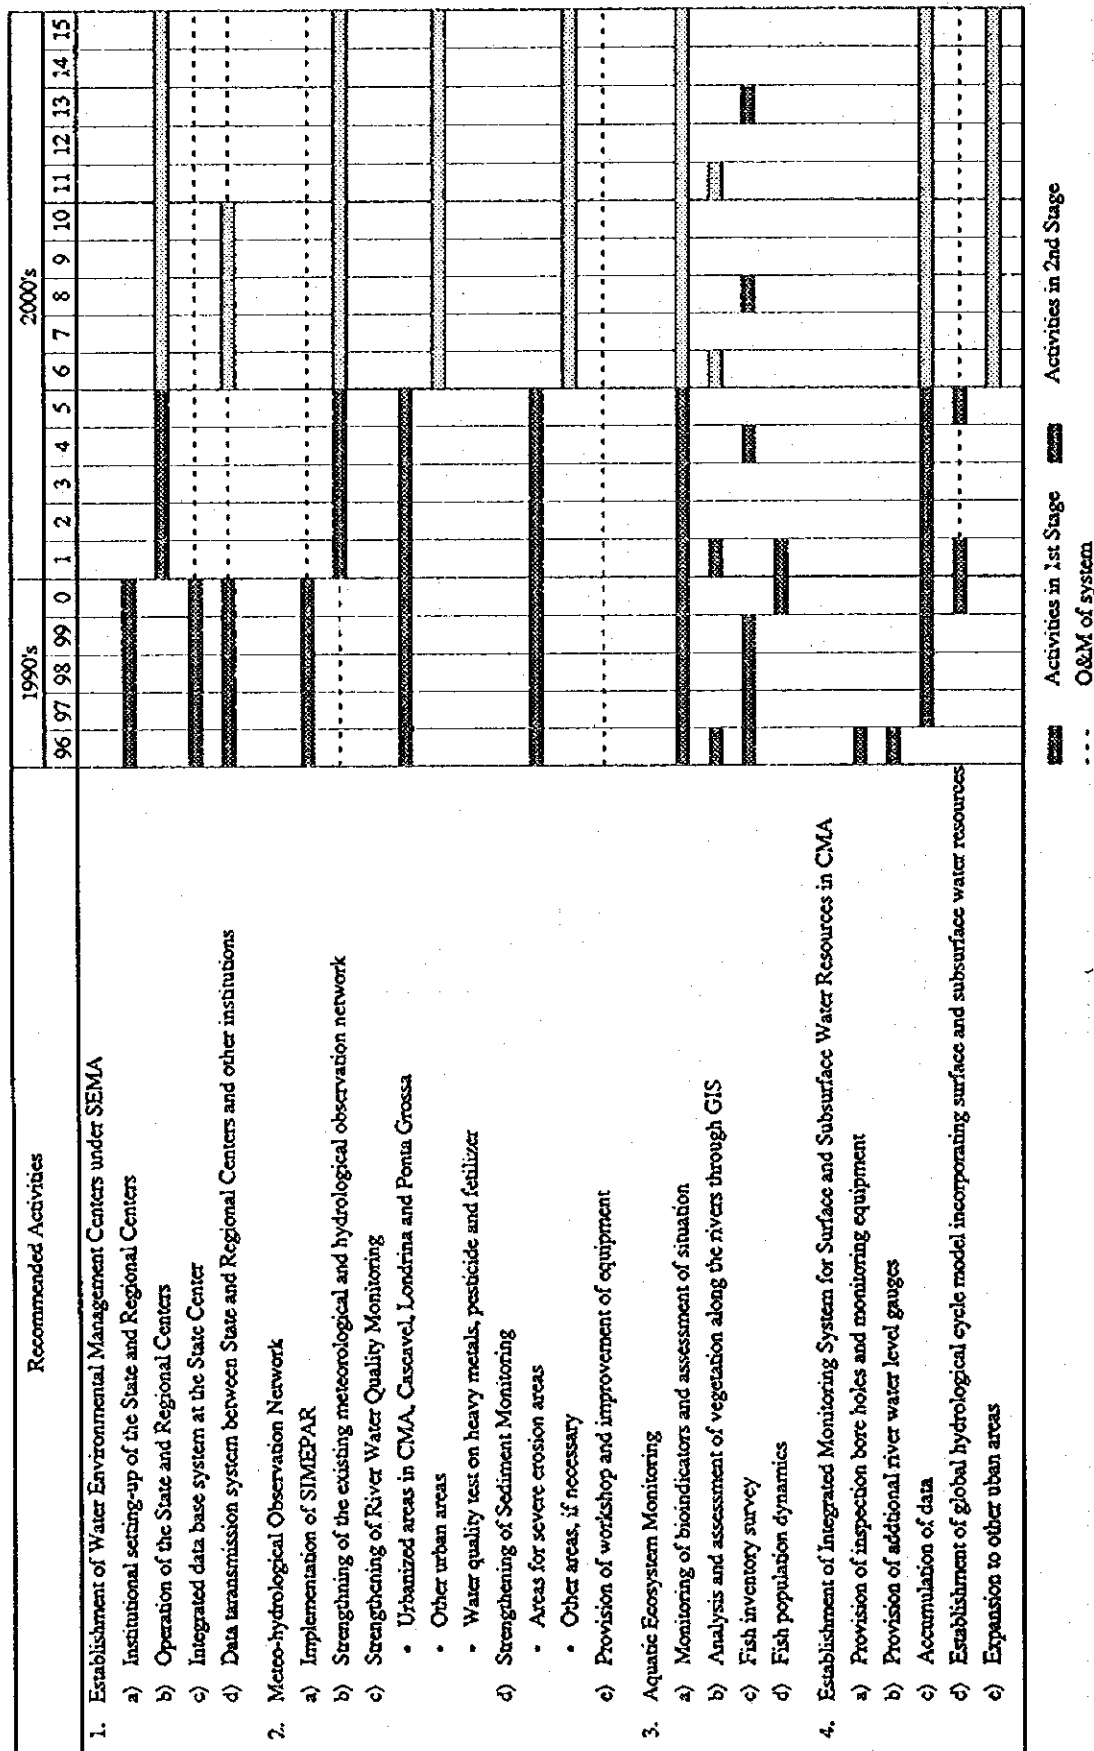 Recommended Activities
1990's 2000's
96 97 98 99 0 1 2 3 4 5 6 7 8 9 10 11 12 13 14 15
1. Establishment of Water Environmental Management Centers under SEMA
a) Institutional setting-up of the State and Regional Centers
b) Operation of the State and Regional Centers
c) Integrated data base system at the State Center
d) Data taransmission system between State and Regional Centers and other institutions
2. Meteo-hydrological Observation Network
a) Implementation of SIMEPAR
b) Strengthning of the existing meteorological and hydrological observation network
c) Strengthening of River Water Quality Monitoring
• Urbanized areas in CMA, Cascavel, Londrina and Ponta Grossa
• Other urban areas
• Water quality test on heavy metals, pesticide and fetilizer
d) Strengthening of Sediment Monitoring
• Areas for severe erosion areas
• Other areas, if necessary
e) Provision of workshop and improvement of equipment
3. Aquatic Ecosystem Monitoring
a) Monitoring of bioindicators and assessment of situation
b) Analysis and assessment of vegetation along the rivers through GIS
c) Fish inventory survey
d) Fish population dynamics
4. Establishment of Integrated Monitoring System for Surface and Subsurface Water Resources in CMA
a) Provision of inspection bore holes and monitoring equipment
b) Provision of addtional river water level gauges
c) Accumulation of data
d) Establishment of global hydrological cycle model incorporating surface and subsurface water resources
e) Expansion to other uban areas
Activities in 1st Stage Activities in 2nd Stage
--- O&M of system